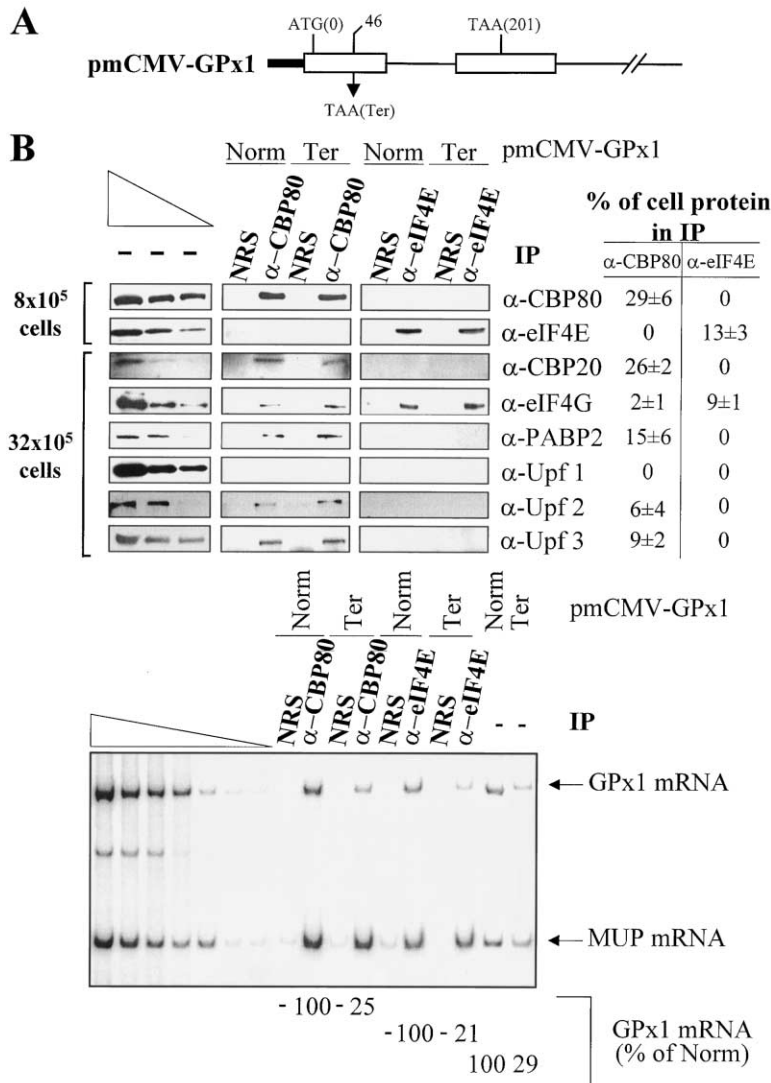 A
ATG(0)
46
TAA(201)
pmCMV-GPx1
TAA(Ter)
B
Norm Ter Norm Ter pmCMV-GPx1
NRS α-CBP80 NRS α-CBP80 NRS α-eIF4E NRS α-eIF4E
- - -
IP
% of cell protein in IP
α-CBP80 α-eIF4E
8x10⁵ cells
α-CBP80 29±6 0
α-eIF4E 0 13±3
32x10⁵ cells
α-CBP20 26±2 0
α-eIF4G 2±1 9±1
α-PABP2 15±6 0
α-Upf 1 0 0
α-Upf 2 6±4 0
α-Upf 3 9±2 0
Norm Ter Norm Ter Norm Ter pmCMV-GPx1
NRS α-CBP80 NRS α-CBP80 NRS α-eIF4E NRS α-eIF4E - - IP
GPx1 mRNA
MUP mRNA
- 100 - 25
- 100 - 21
100 29
GPx1 mRNA
(% of Norm)